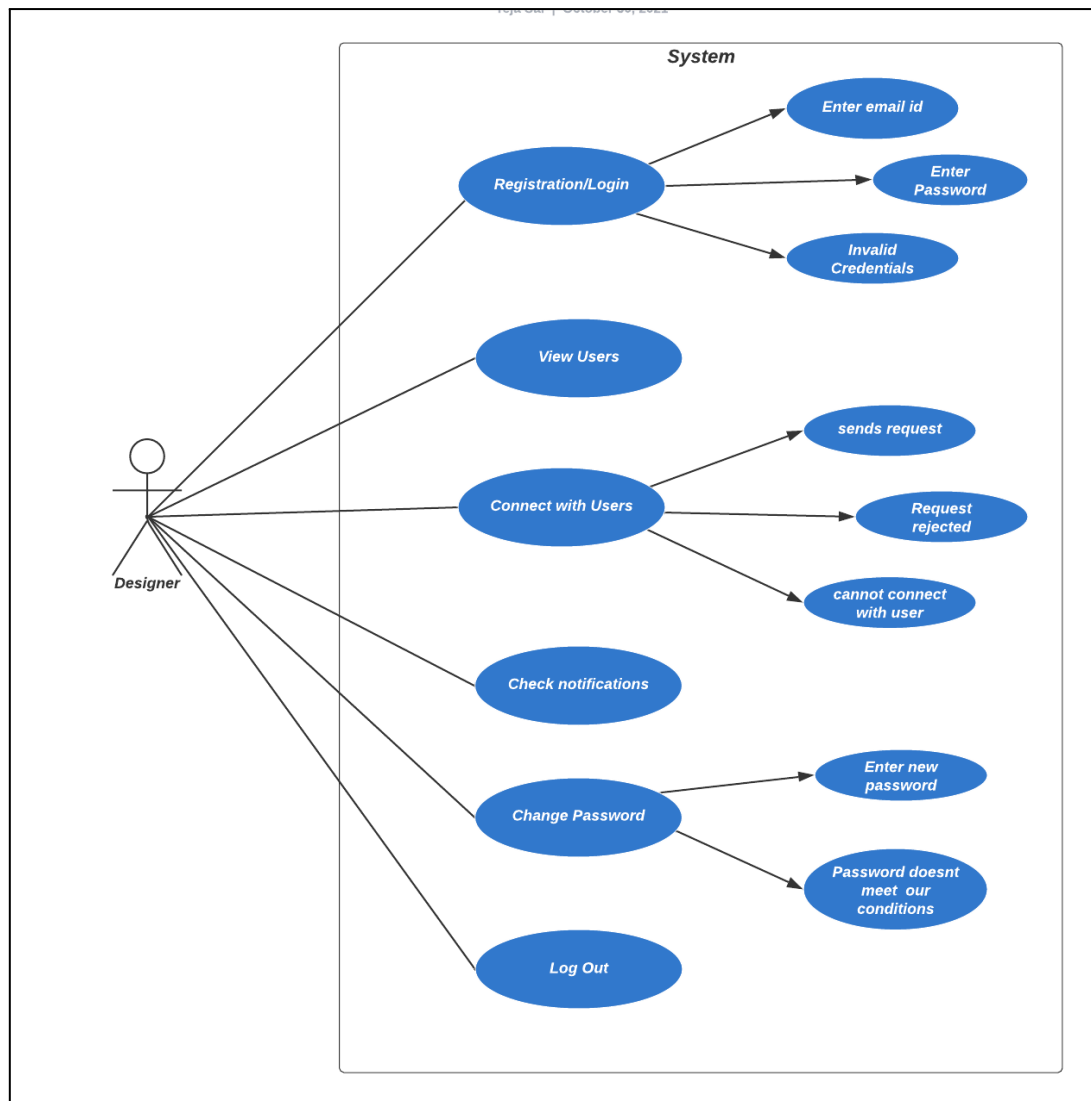 System
Enter email id
Registration/Login
Enter
Password
Invalid
Credentials
View Users
sends request
Connect with Users
Request
rejected
Designer
cannot connect
with user
Check notifications
Enter new
password
Change Password
Password doesnt
meet our
conditions
Log Out